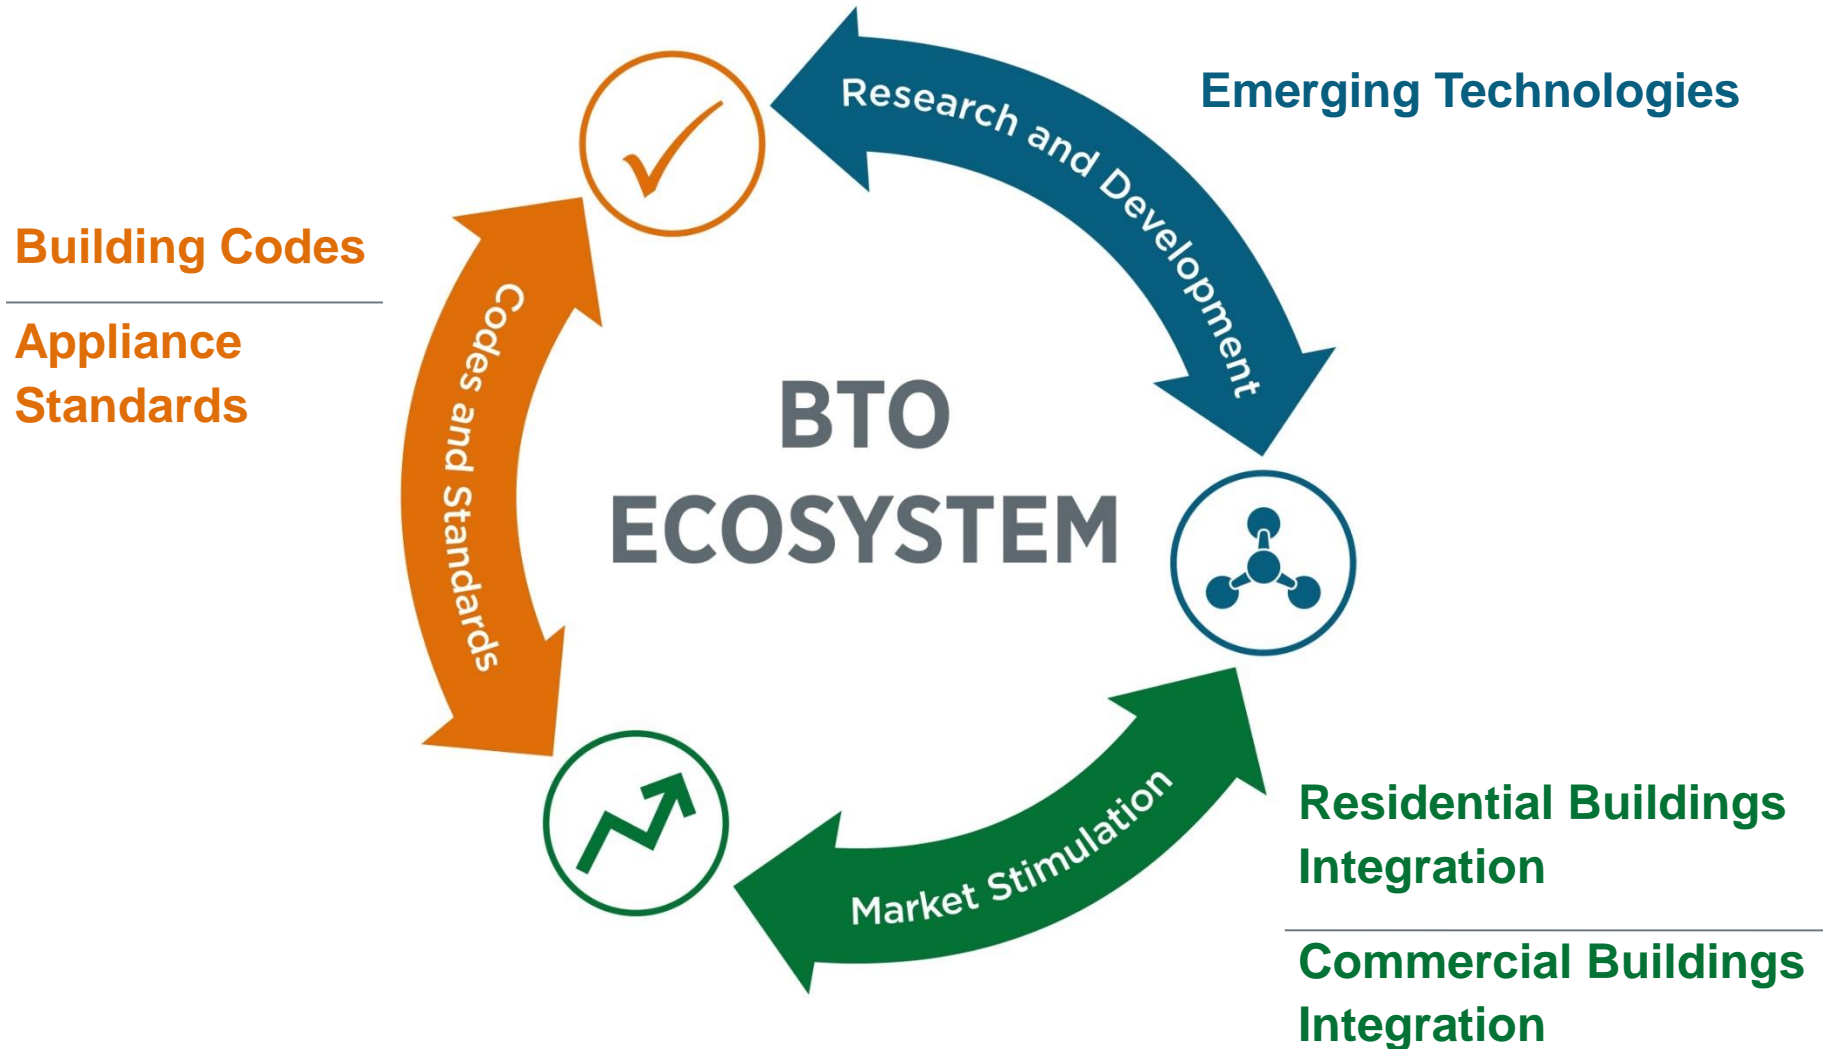 Research and Development
Emerging Technologies
Building Codes
Appliance
Standards
Codes and Standards
BTO
ECOSYSTEM
Market Stimulation
Residential Buildings
Integration
Commercial Buildings
Integration